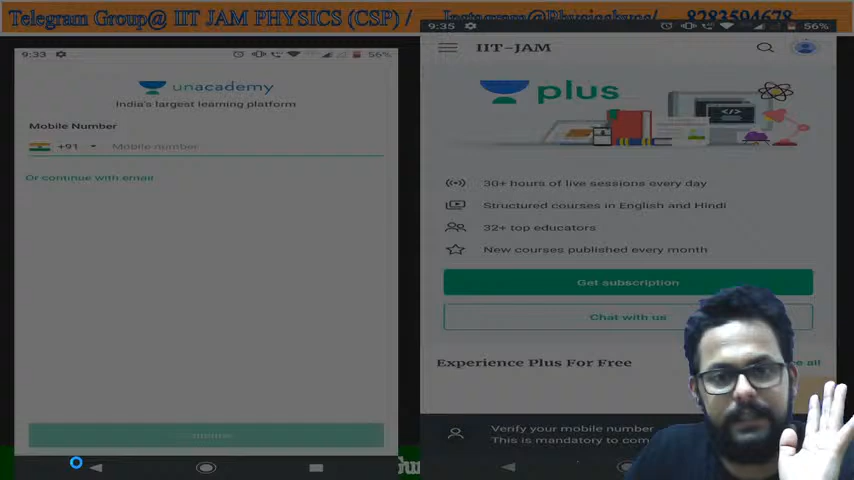 Telegram Group@ IIT JAM PHYSICS (CSP) /
8283594678
9:33
56%
unacademy
India's largest learning platform
Mobile Number
+91
Mobile number
Or continue with email
9:35
56%
IIT-JAM
plus
30+ hours of live sessions every day
Structured courses in English and Hindi
32+ top educators
New courses published every month
Get subscription
Chat with us
Experience Plus For Free
e all
Verify your mobile number
This is mandatory to com